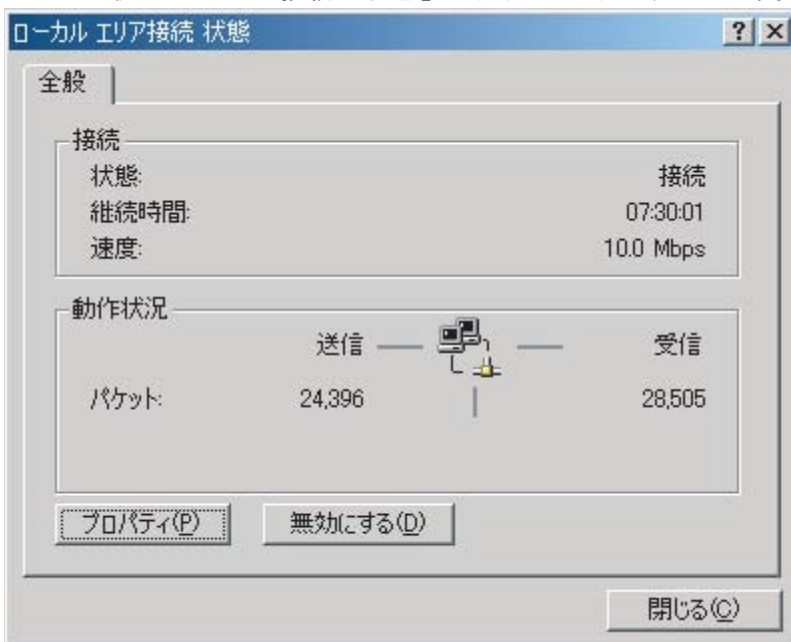 ローカル エリア接続 状態
全般
接続
状態: 接続
継続時間: 07:30:01
速度: 10.0 Mbps
動作状況
送信 受信
パケット: 24,396 28,505
プロパティ(P) 無効にする(D)
閉じる(C)